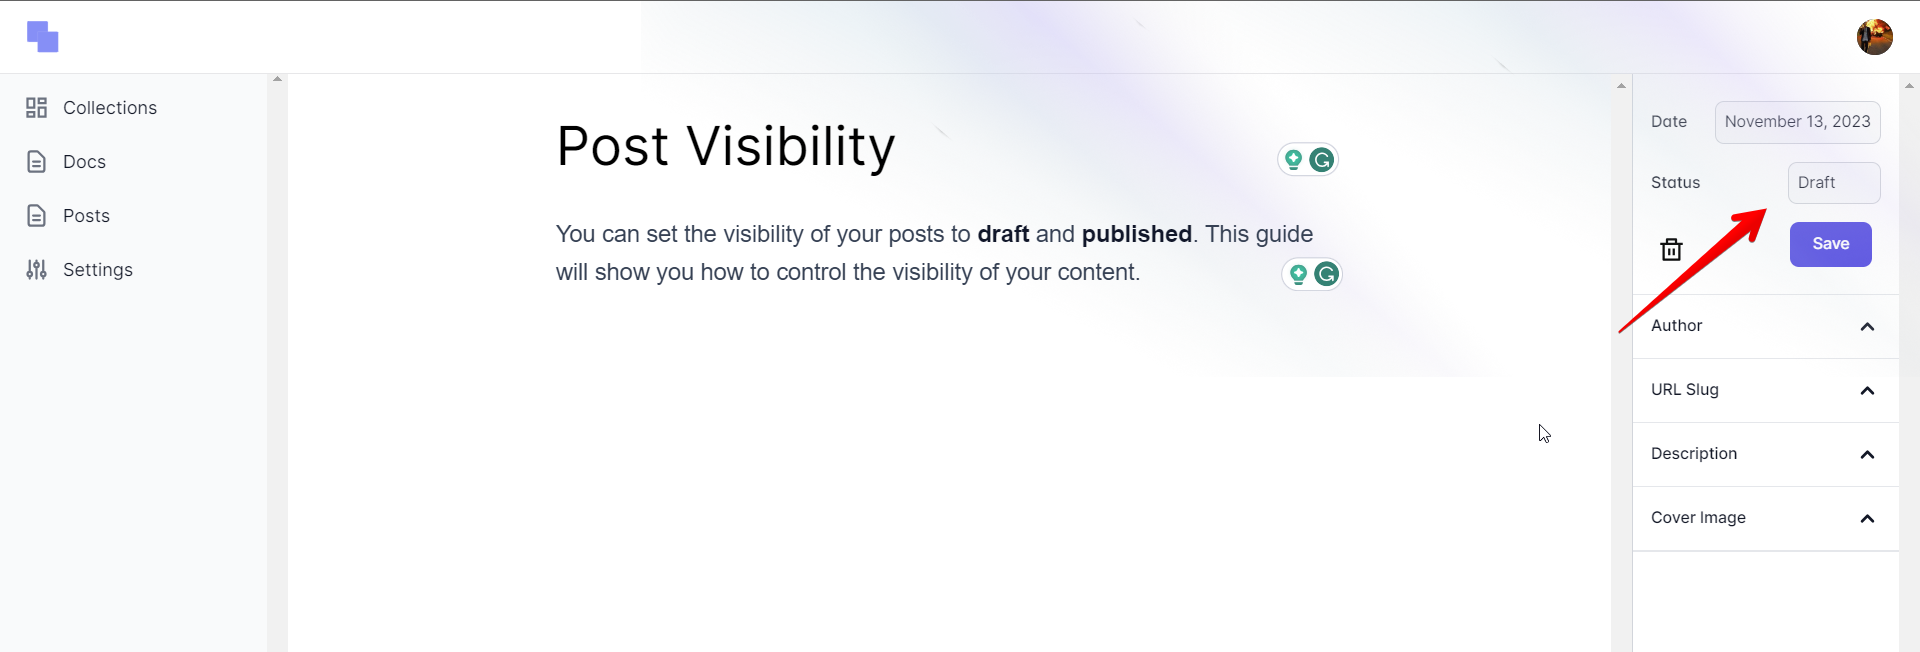 Collections
Docs
Posts
Settings
Post Visibility
You can set the visibility of your posts to draft and published. This guide
will show you how to control the visibility of your content.
Date
November 13, 2023
Status
Draft
Save
Author
URL Slug
Description
Cover Image